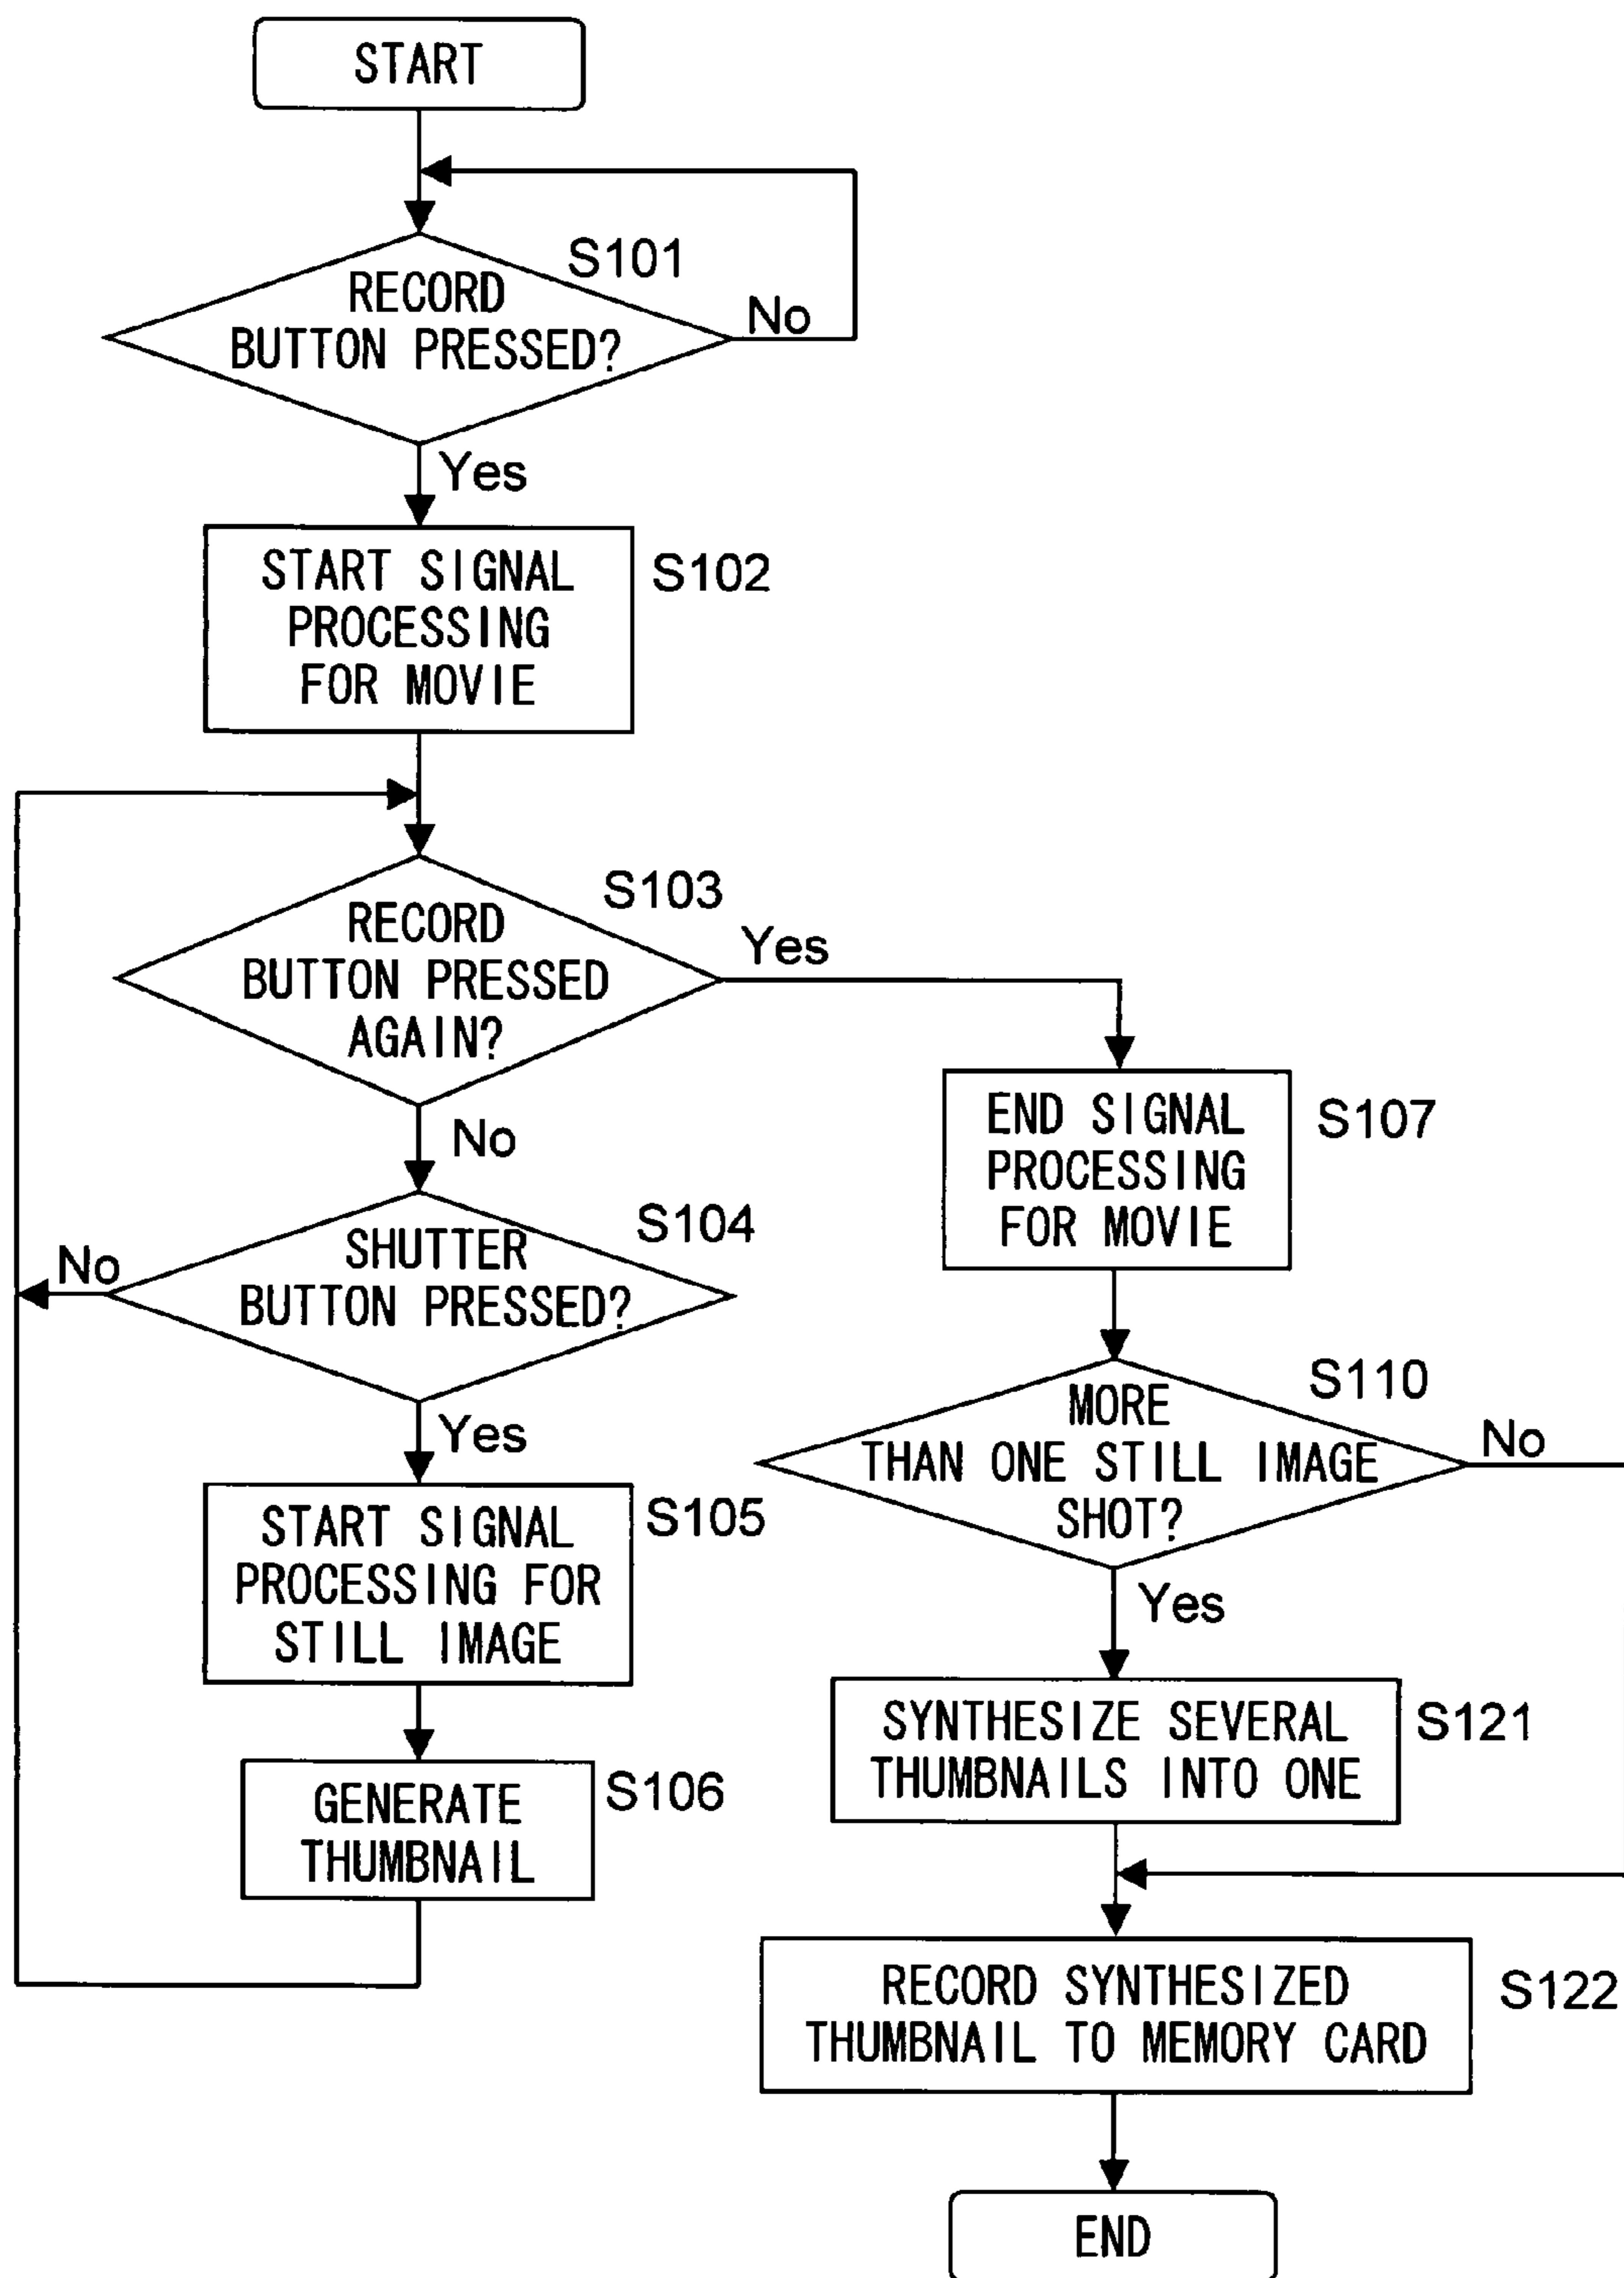 START
S101
RECORD
BUTTON PRESSED?
No
Yes
START SIGNAL
PROCESSING
FOR MOVIE
S102
S103
RECORD
BUTTON PRESSED
AGAIN?
Yes
No
S104
SHUTTER
BUTTON PRESSED?
No
Yes
START SIGNAL
PROCESSING FOR
STILL IMAGE
S105
GENERATE
THUMBNAIL
S106
END SIGNAL
PROCESSING
FOR MOVIE
S107
S110
MORE
THAN ONE STILL IMAGE
SHOT?
No
Yes
SYNTHESIZE SEVERAL
THUMBNAILS INTO ONE
S121
RECORD SYNTHESIZED
THUMBNAIL TO MEMORY CARD
S122
END